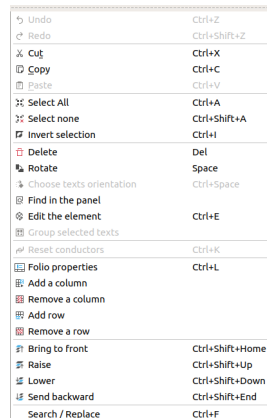 Undo Ctrl+Z
Redo Ctrl+Shift+Z
Cut Ctrl+X
Copy Ctrl+C
Paste Ctrl+V
Select All Ctrl+A
Select none Ctrl+Shift+A
Invert selection Ctrl+I
Delete Del
Rotate Space
Choose texts orientation Ctrl+Space
Find in the panel
Edit the element Ctrl+E
Group selected texts
Reset conductors Ctrl+K
Folio properties Ctrl+L
Add a column
Remove a column
Add row
Remove a row
Bring to front Ctrl+Shift+Home
Raise Ctrl+Shift+Up
Lower Ctrl+Shift+Down
Send backward Ctrl+Shift+End
Search / Replace Ctrl+F